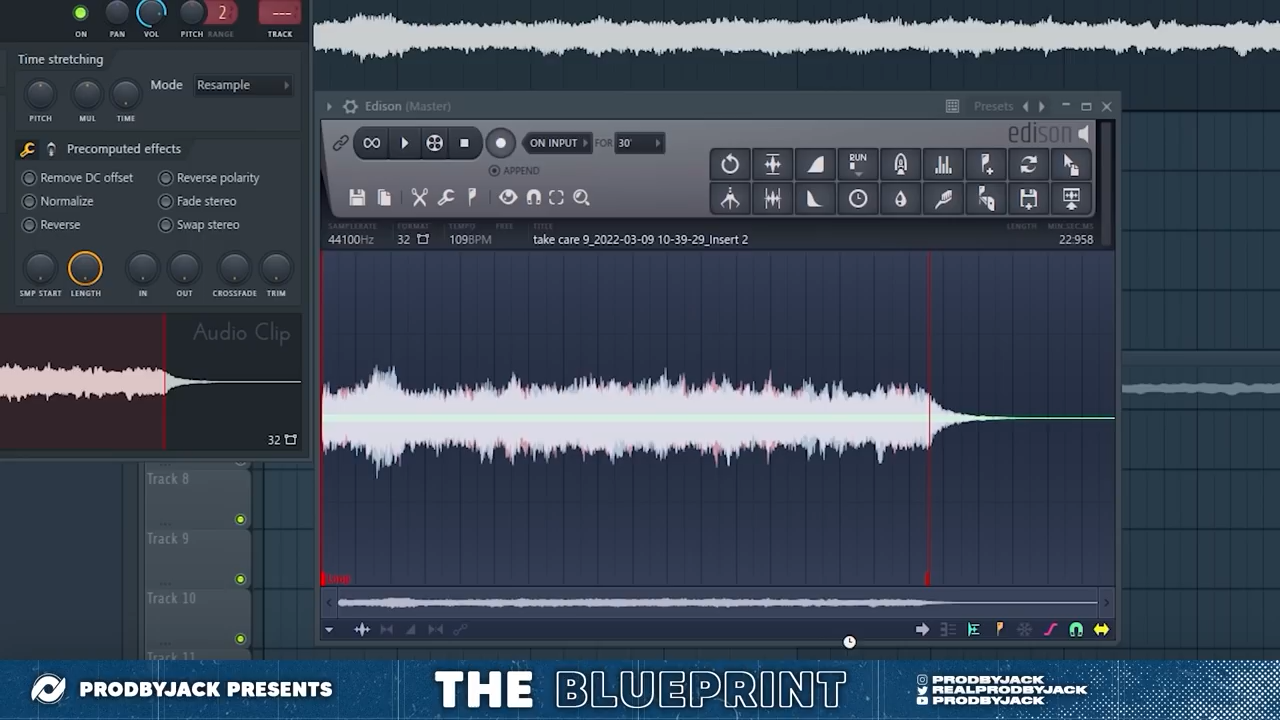 ON
PAN
VOL
PITCH RANGE
2
---
TRACK
Time stretching
PITCH
MUL
TIME
Mode
Resample
Precomputed effects
Remove DC offset
Reverse polarity
Normalize
Fade stereo
Reverse
Swap stereo
SMP START
LENGTH
IN
OUT
CROSSFADE
TRIM
Audio Clip
32
Track 8
Track 9
Track 10
Track 11
Edison (Master)
Presets
edison
ON INPUT
FOR
30'
APPEND
RUN
SAMPLERATE
FORMAT
TEMPO
FREE
TITLE
LENGTH
MIN:SEC:MS
44100Hz
32
109BPM
take care 9_2022-03-09 10-39-29_Insert 2
22:958
PRODBYJACK PRESENTS
THE BLUEPRINT
PRODBYJACK
REALPRODBYJACK
PRODBYJACK